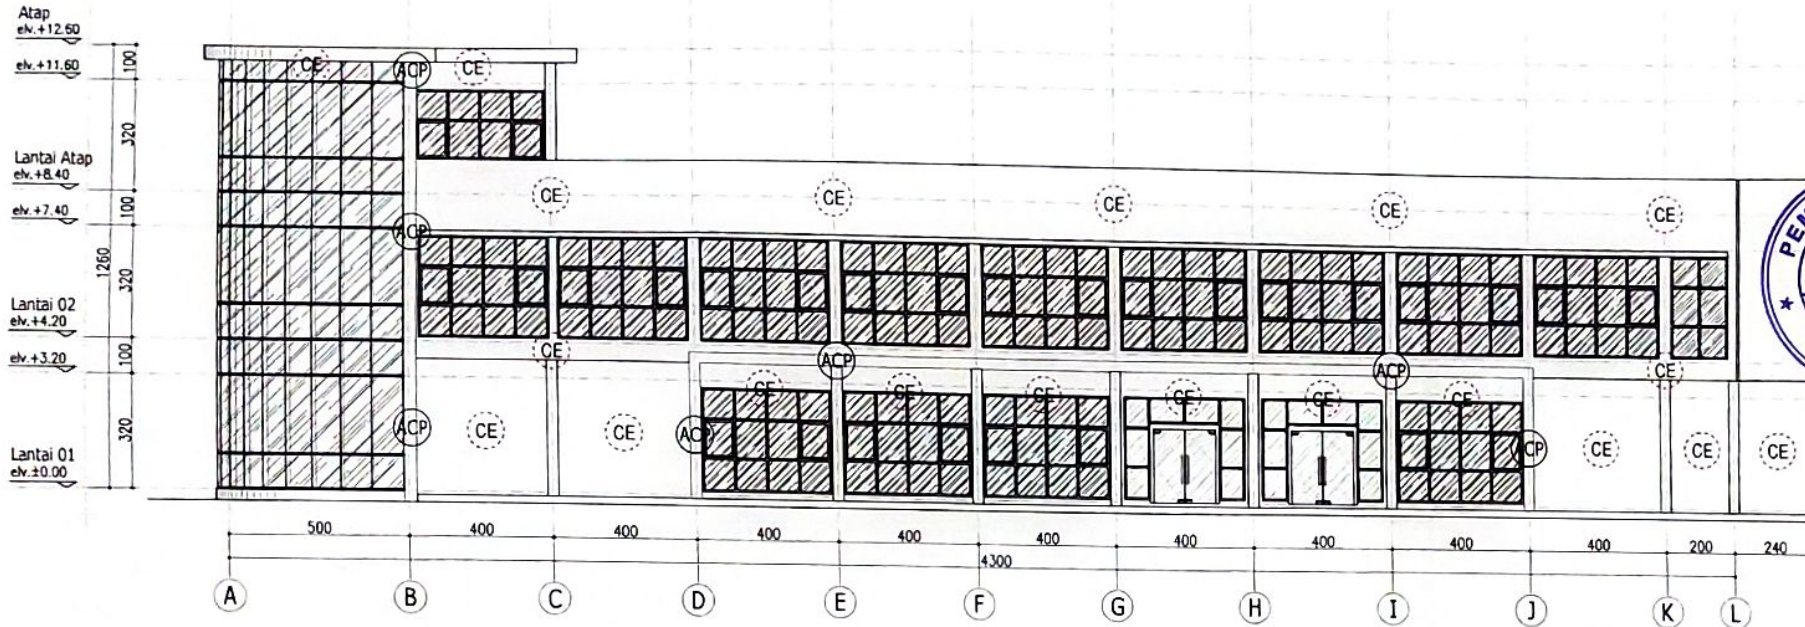 Atap
elv.+12.60
elv.+11.60
Lantai Atap
elv.+8.40
elv.+7.40
Lantai 02
elv.+4.20
elv.+3.20
Lantai 01
elv.±0.00
100
320
100
320
100
320
1260
CE
ACP
CE
CE
CE
CE
CE
CE
ACP
CE
ACP
ACP
CE
CE
CE
CE
CE
CE
CE
ACP
CE
CE
ACP
CE
CE
CE
500
400
400
400
400
400
400
400
400
400
200
240
4300
A
B
C
D
E
F
G
H
I
J
K
L